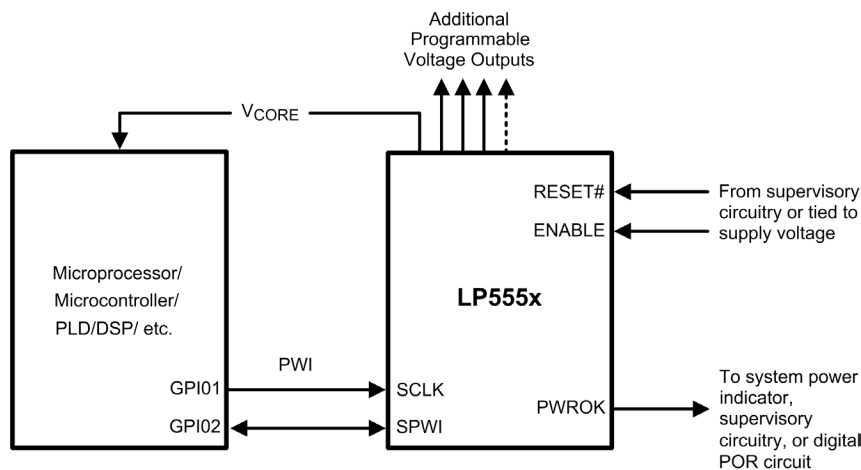 Additional
Programmable
Voltage Outputs
VCORE
RESET#
From supervisory
circuitry or tied to
supply voltage
ENABLE
Microprocessor/
Microcontroller/
PLD/DSP/ etc.
LP555x
PWI
GPI01
SCLK
GPI02
SPWI
PWROK
To system power
indicator,
supervisory
circuitry, or digital
POR circuit